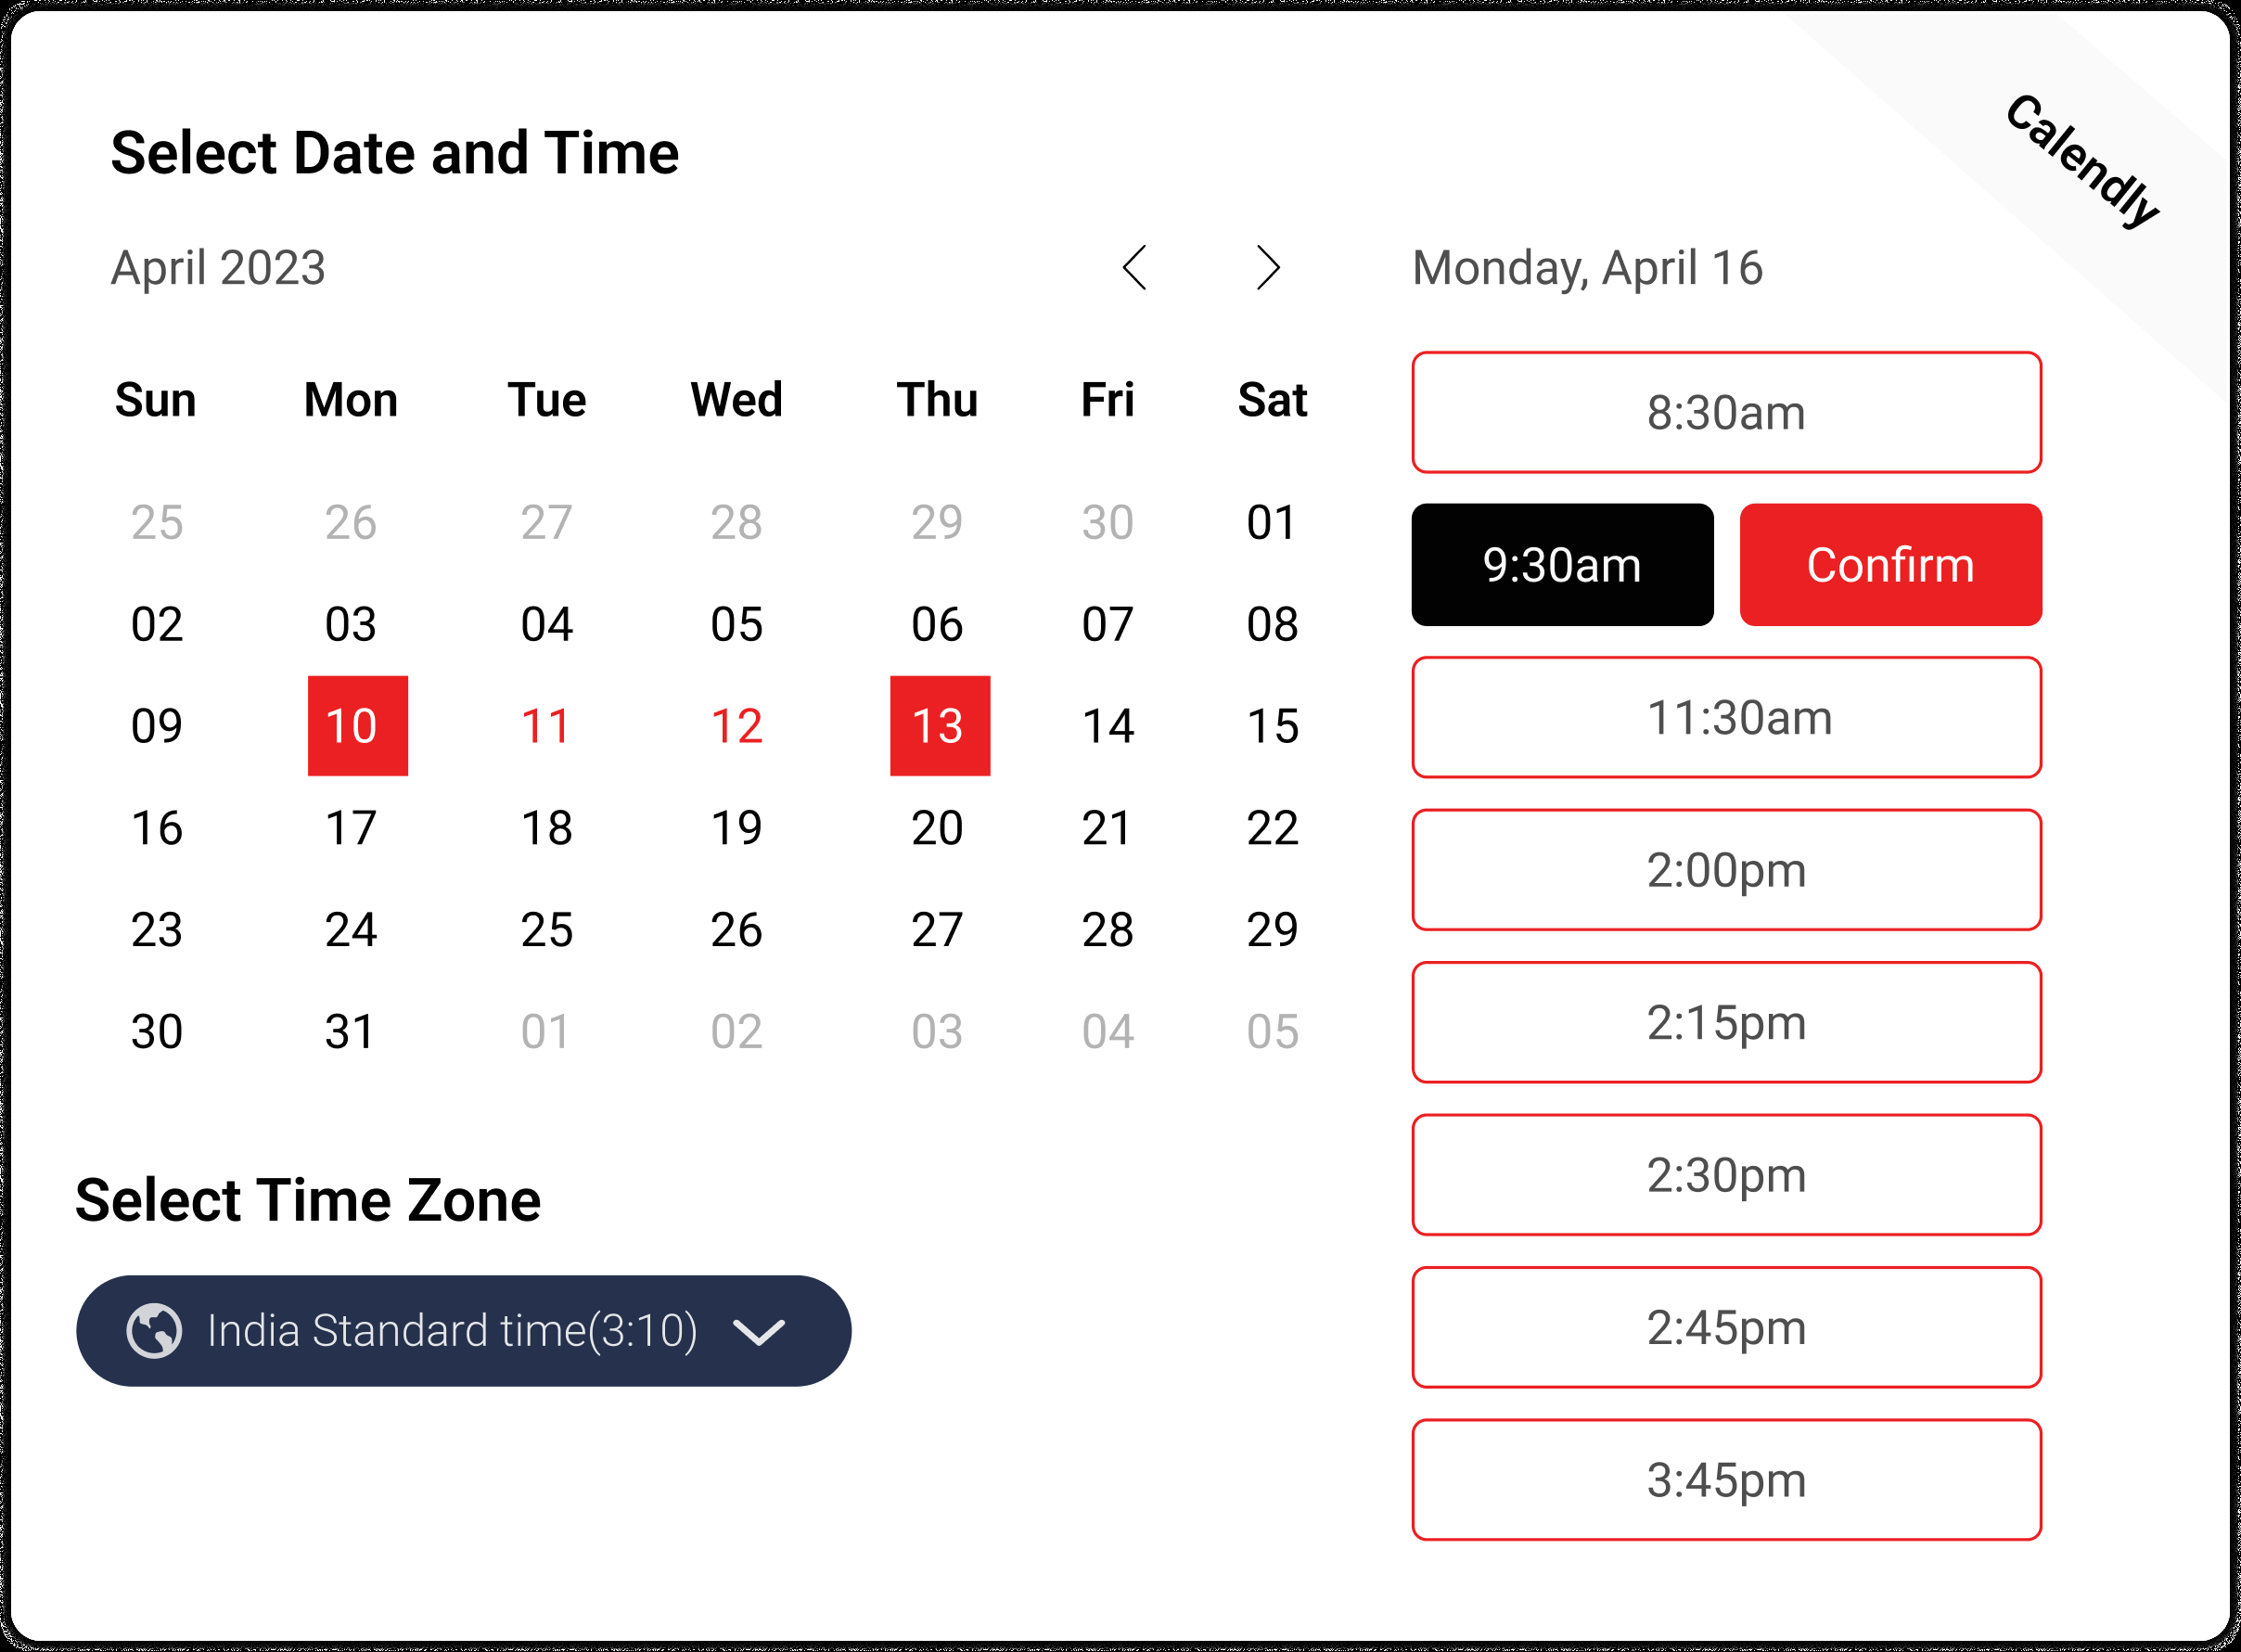 Calendly
Select Date and Time
April 2023
Sun Mon Tue Wed Thu Fri Sat
25 26 27 28 29 30 01
02 03 04 05 06 07 08
09 10 11 12 13 14 15
16 17 18 19 20 21 22
23 24 25 26 27 28 29
30 31 01 02 03 04 05
Select Time Zone
India Standard time(3:10)
Monday, April 16
8:30am
9:30am Confirm
11:30am
2:00pm
2:15pm
2:30pm
2:45pm
3:45pm